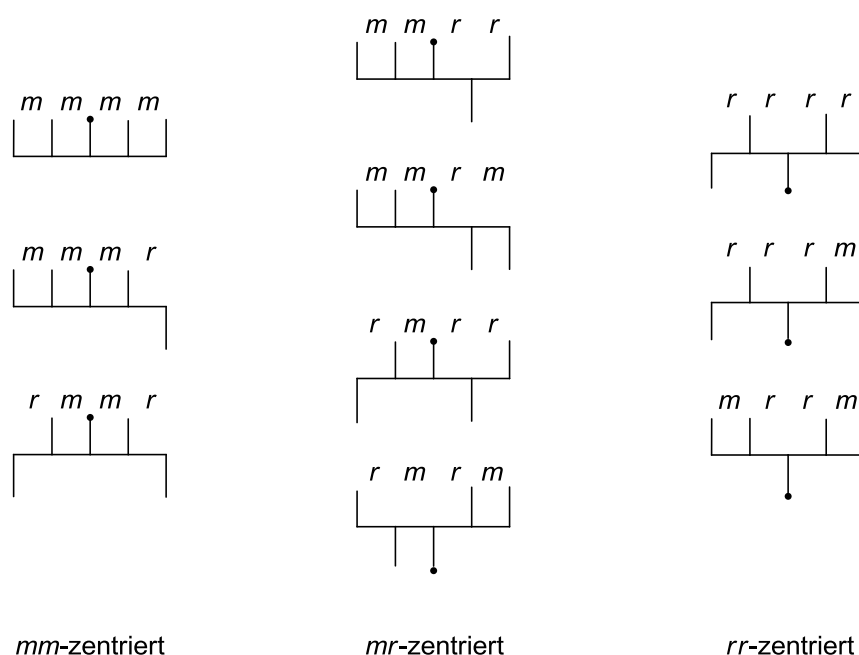 m m r r
m m m m
r r r r
m m r m
m m m r
r r r m
r m r r
r m m r
m r r m
r m r m
mm-zentriert
mr-zentriert
rr-zentriert